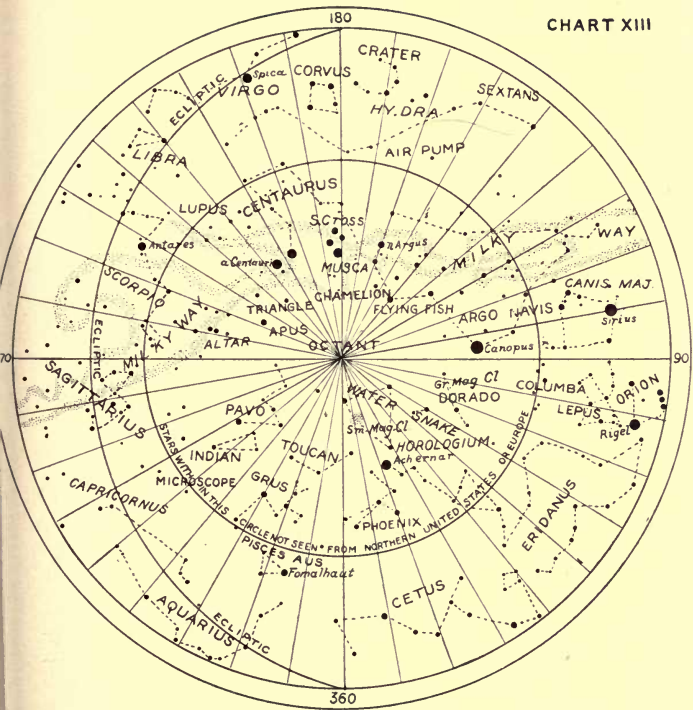 180
CHART XIII
CRATER
CORVUS
Spica
VIRGO
ECLIPTIC
SEXTANS
HYDRA
LIBRA
AIR PUMP
CENTAURUS
LUPUS
S.CROSS
Antares
ηArgus
MILKY WAY
a Centauri
MUSCA
SCORPIO
CHAMELION
CANIS MAJ.
TRIANGLE
FLYING FISH
ARGO NAVIS
Sirius
APUS
MILKY WAY
ALTAR
OCTANT
Canopus
ECLIPTIC
70
90
SAGITTARIUS
Gr.Mag Cl
COLUMBA
ORION
WATER SNAKE
DORADO
LEPUS
PAVO
Sm.Mag.Cl
Rigel
HOROLOGIUM
TOUCAN
Achernar
INDIAN
MICROSCOPE
GRUS
CAPRICORNUS
ERIDANUS
PHOENIX
STARS WITHIN THIS CIRCLE NOT SEEN FROM NORTHERN UNITED STATES OR EUROPE
PISCES AUS
Fomalhaut
CETUS
AQUARIUS
ECLIPTIC
360